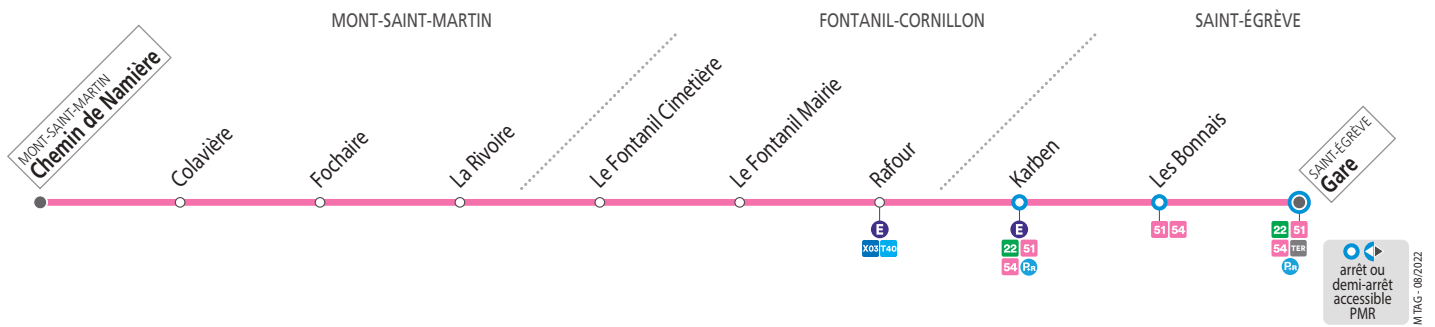 MONT-SAINT-MARTIN
FONTANIL-CORNILLON
SAINT-ÉGRÈVE
MONT-SAINT-MARTIN
Chemin de Namière
Colavière
Fochaire
La Rivoire
Le Fontanil Cimetière
Le Fontanil Mairie
Rafour
Karben
Les Bonnais
SAINT-ÉGRÈVE
Gare
E
X03 T40
E
22 51
54 P+R
51 54
22 51
54 TER
P+R
arrêt ou
demi-arrêt
accessible
PMR
M TAG - 08/2022